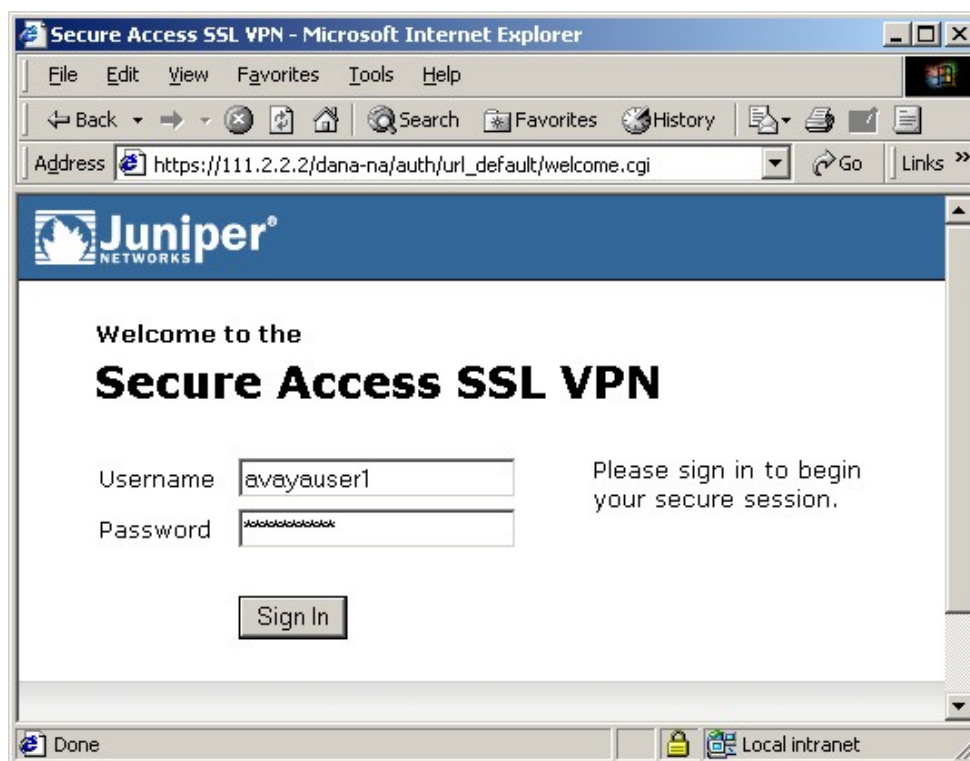 Secure Access SSL VPN - Microsoft Internet Explorer
File Edit View Favorites Tools Help
Back Search Favorites History
Address https://111.2.2.2/dana-na/auth/url_default/welcome.cgi Go Links »
Juniper®
NETWORKS
Welcome to the
Secure Access SSL VPN
Username avayauser1
Please sign in to begin
your secure session.
Password ************
Sign In
Done Local intranet